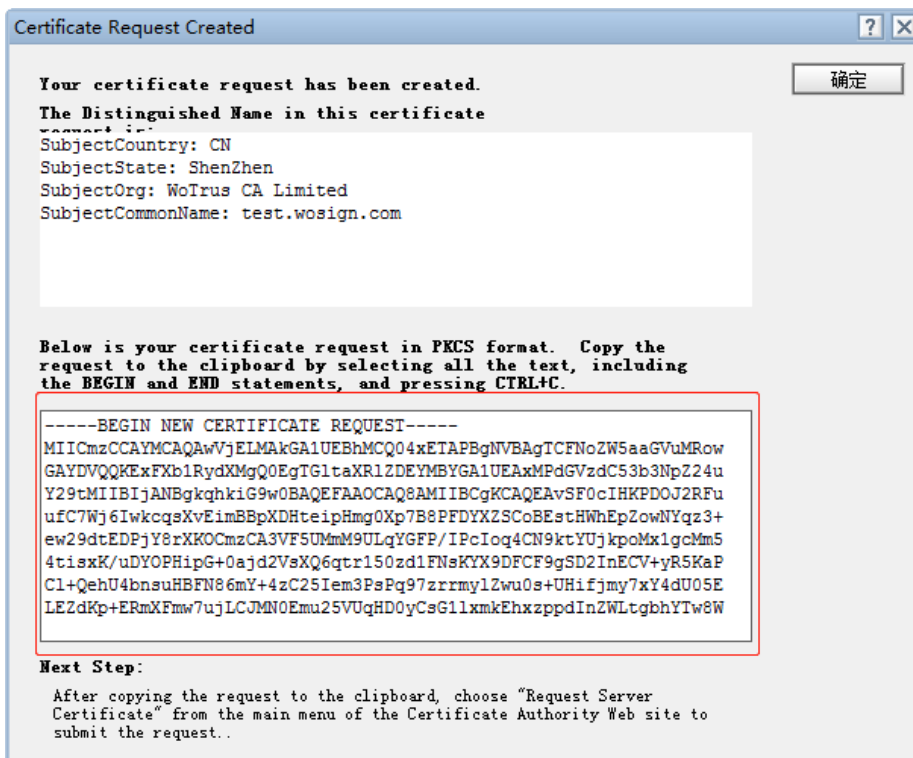 Certificate Request Created
确定
Your certificate request has been created.
The Distinguished Name in this certificate
request is:
SubjectCountry: CN
SubjectState: ShenZhen
SubjectOrg: WoTrus CA Limited
SubjectCommonName: test.wosign.com
Below is your certificate request in PKCS format. Copy the
request to the clipboard by selecting all the text, including
the BEGIN and END statements, and pressing CTRL+C.
-----BEGIN NEW CERTIFICATE REQUEST-----
MIICmzCCAYMCAQAwVjELMAkGA1UEBhMCQ04xETAPBgNVBAgTCFNoZW5aaGVuMRow
GAYDVQQKExFXb1RydXMgQ0EgTGltaXRlZDEYMBYGA1UEAxMPdGVzdC53b3NpZ24u
Y29tMIIBIjANBgkqhkiG9w0BAQEFAAOCAQ8AMIIBCgKCAQEAvSF0cIHKPDOJ2RFu
ufC7Wj6IwkcqsXvEimBBpXDHteipHmg0Xp7B8PFDYXZSCoBEstHWhEpZowNYqz3+
ew29dtEDPjY8rXKOCmzCA3VF5UMmM9ULqYGFP/IPcIoq4CN9ktYUjkpoMx1gcMm5
4tisxK/uDYOPHipG+0ajd2VsXQ6qtr150zd1FNsKYX9DFCF9gSD2InECV+yR5KaP
Cl+QehU4bnsuHBFN86mY+4zC25Iem3PsPq97zrrmylZwu0s+UHifjmy7xY4dU05E
LEZdKp+ERmXFmw7ujLCJMN0Emu25VUqHD0yCsG1lxmkEhxzppdInZWLtgbhYTw8W
Next Step:
After copying the request to the clipboard, choose "Request Server
Certificate" from the main menu of the Certificate Authority Web site to
submit the request..